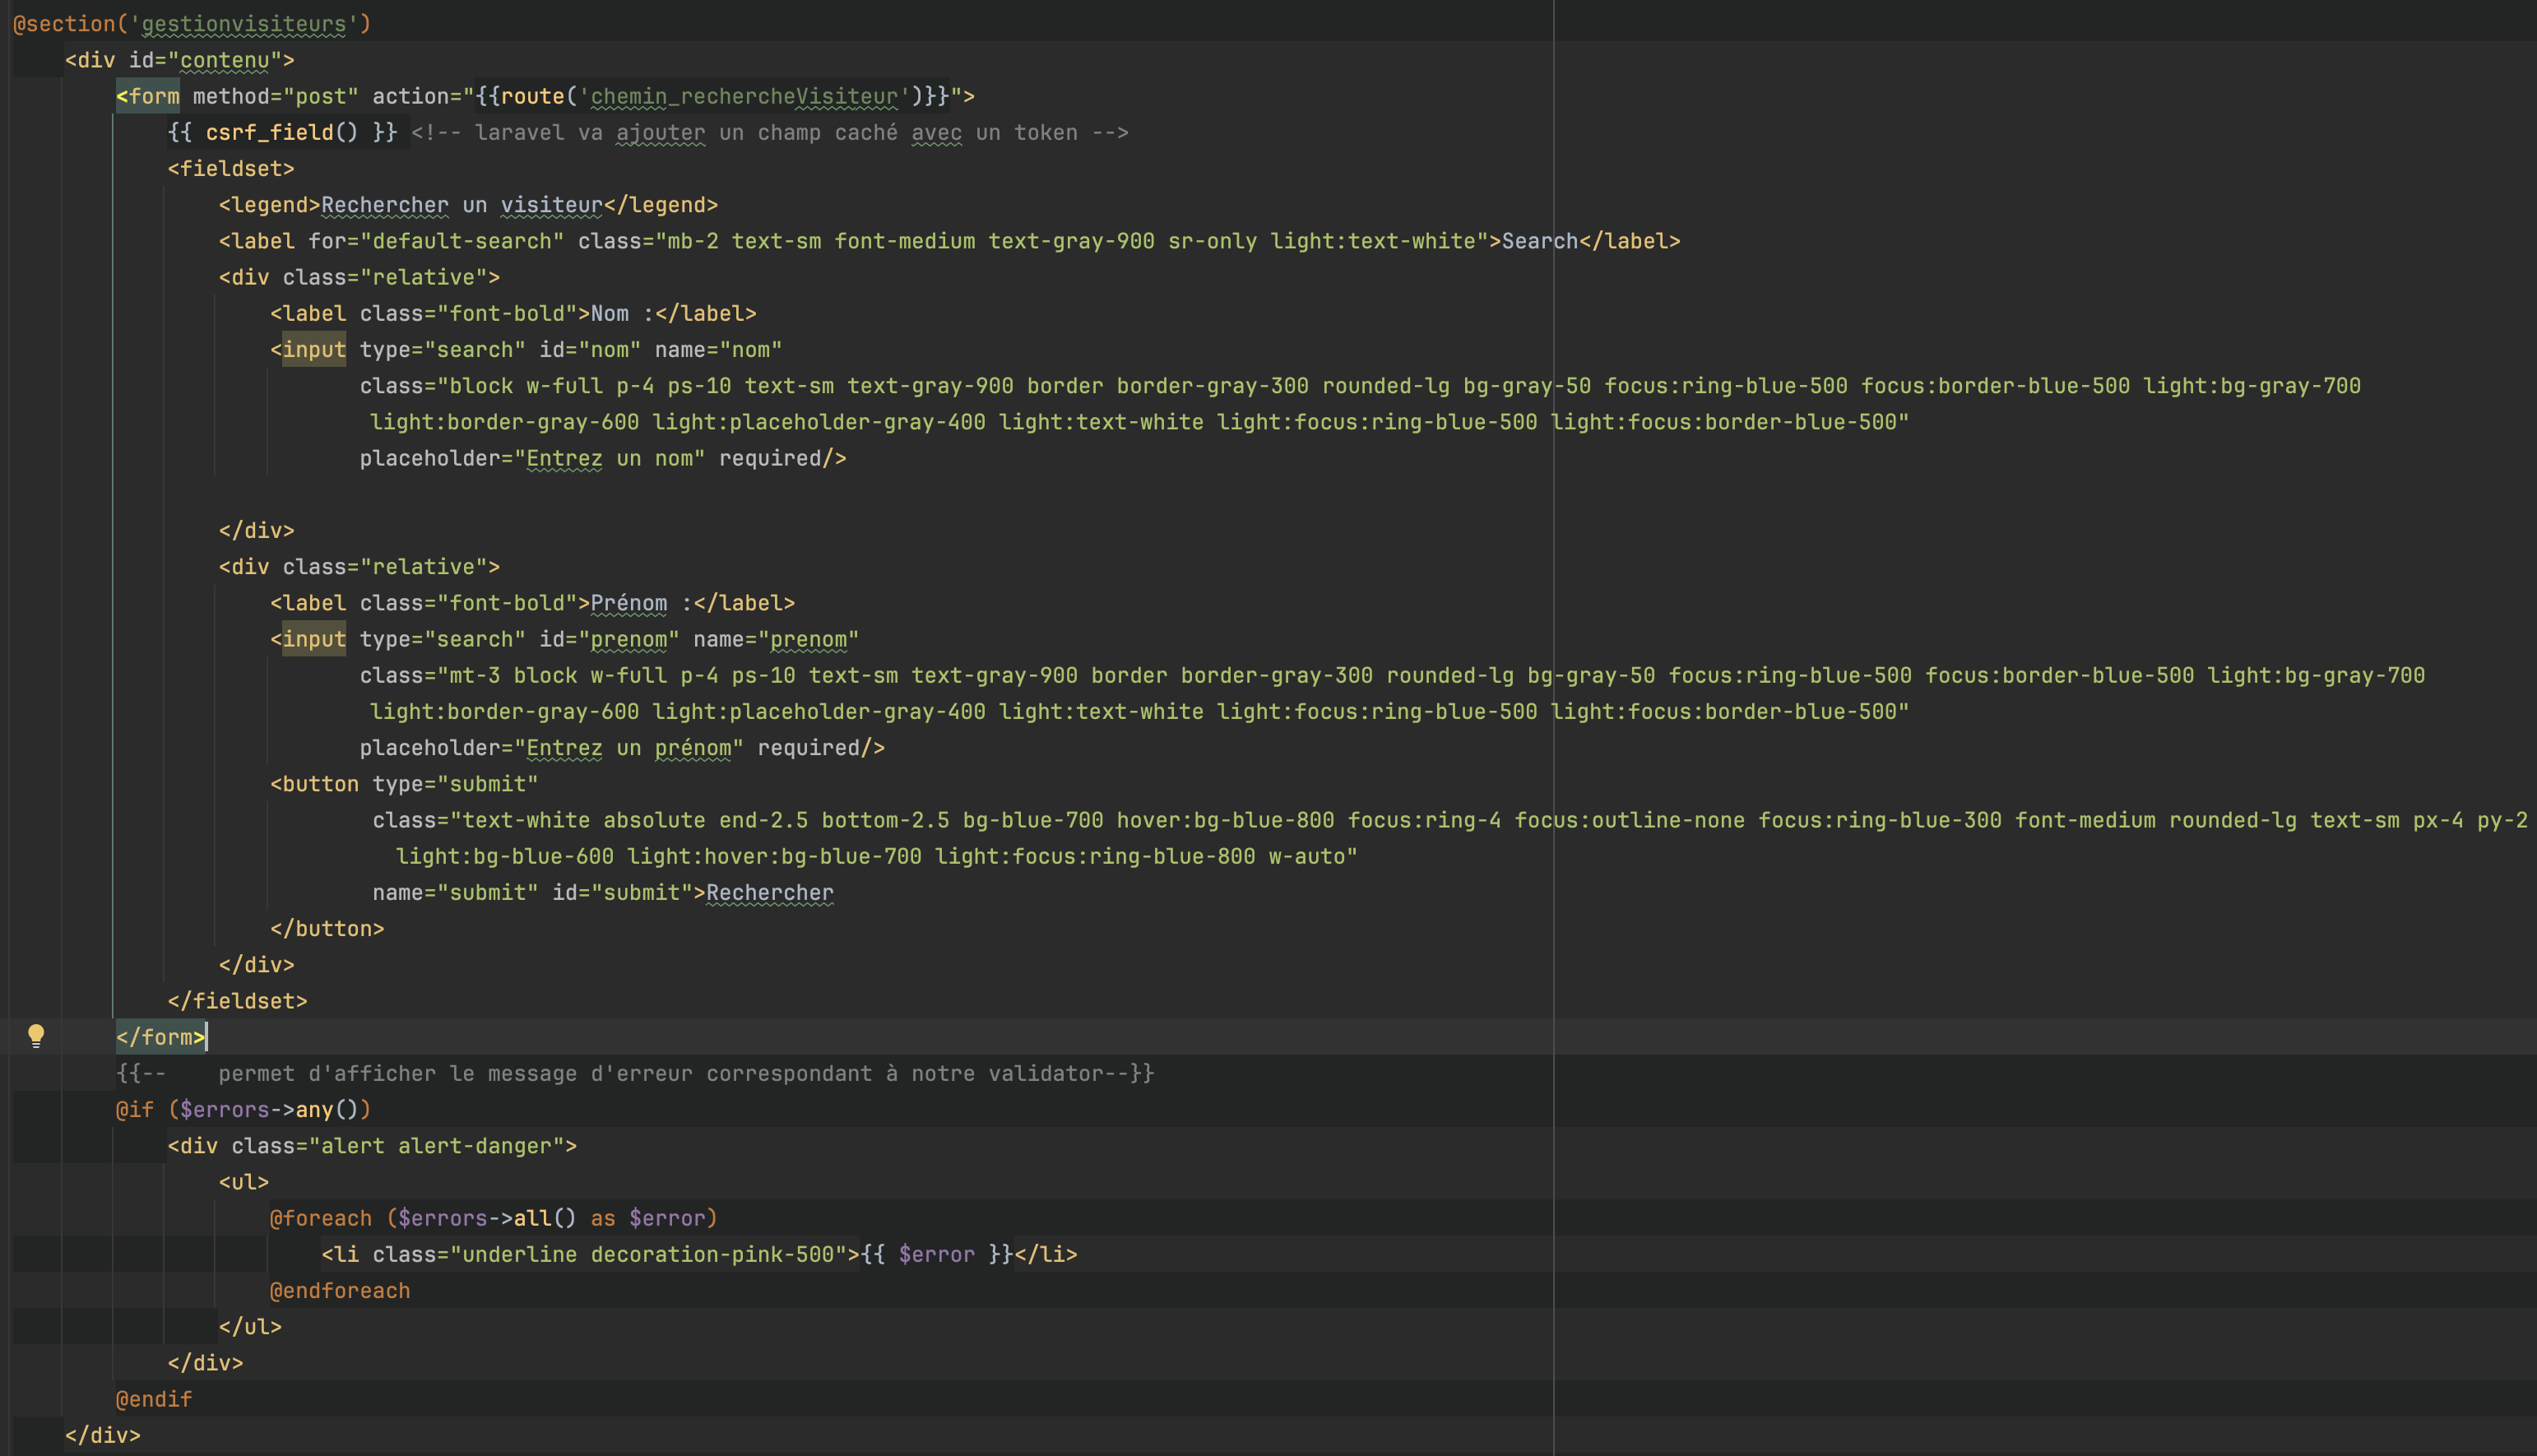 @section('gestionvisiteurs')
<div id="contenu">
<form method="post" action="{{route('chemin_rechercheVisiteur')}}">
{{ csrf_field() }} <!-- laravel va ajouter un champ caché avec un token -->
<fieldset>
<legend>Rechercher un visiteur</legend>
<label for="default-search" class="mb-2 text-sm font-medium text-gray-900 sr-only light:text-white">Search</label>
<div class="relative">
<label class="font-bold">Nom :</label>
<input type="search" id="nom" name="nom"
class="block w-full p-4 ps-10 text-sm text-gray-900 border border-gray-300 rounded-lg bg-gray-50 focus:ring-blue-500 focus:border-blue-500 light:bg-gray-700
light:border-gray-600 light:placeholder-gray-400 light:text-white light:focus:ring-blue-500 light:focus:border-blue-500"
placeholder="Entrez un nom" required/>
</div>
<div class="relative">
<label class="font-bold">Prénom :</label>
<input type="search" id="prenom" name="prenom"
class="mt-3 block w-full p-4 ps-10 text-sm text-gray-900 border border-gray-300 rounded-lg bg-gray-50 focus:ring-blue-500 focus:border-blue-500 light:bg-gray-700
light:border-gray-600 light:placeholder-gray-400 light:text-white light:focus:ring-blue-500 light:focus:border-blue-500"
placeholder="Entrez un prénom" required/>
<button type="submit"
class="text-white absolute end-2.5 bottom-2.5 bg-blue-700 hover:bg-blue-800 focus:ring-4 focus:outline-none focus:ring-blue-300 font-medium rounded-lg text-sm px-4 py-2
light:bg-blue-600 light:hover:bg-blue-700 light:focus:ring-blue-800 w-auto"
name="submit" id="submit">Rechercher
</button>
</div>
</fieldset>
</form>
{{--    permet d'afficher le message d'erreur correspondant à notre validator--}}
@if ($errors->any())
<div class="alert alert-danger">
<ul>
@foreach ($errors->all() as $error)
<li class="underline decoration-pink-500">{{ $error }}</li>
@endforeach
</ul>
</div>
@endif
</div>